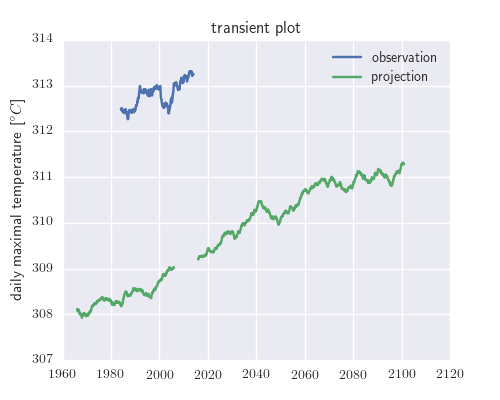 transient plot
314
313
312
311
310
309
308
307
daily maximal temperature [°C]
observation
projection
1960 1980 2000 2020 2040 2060 2080 2100 2120